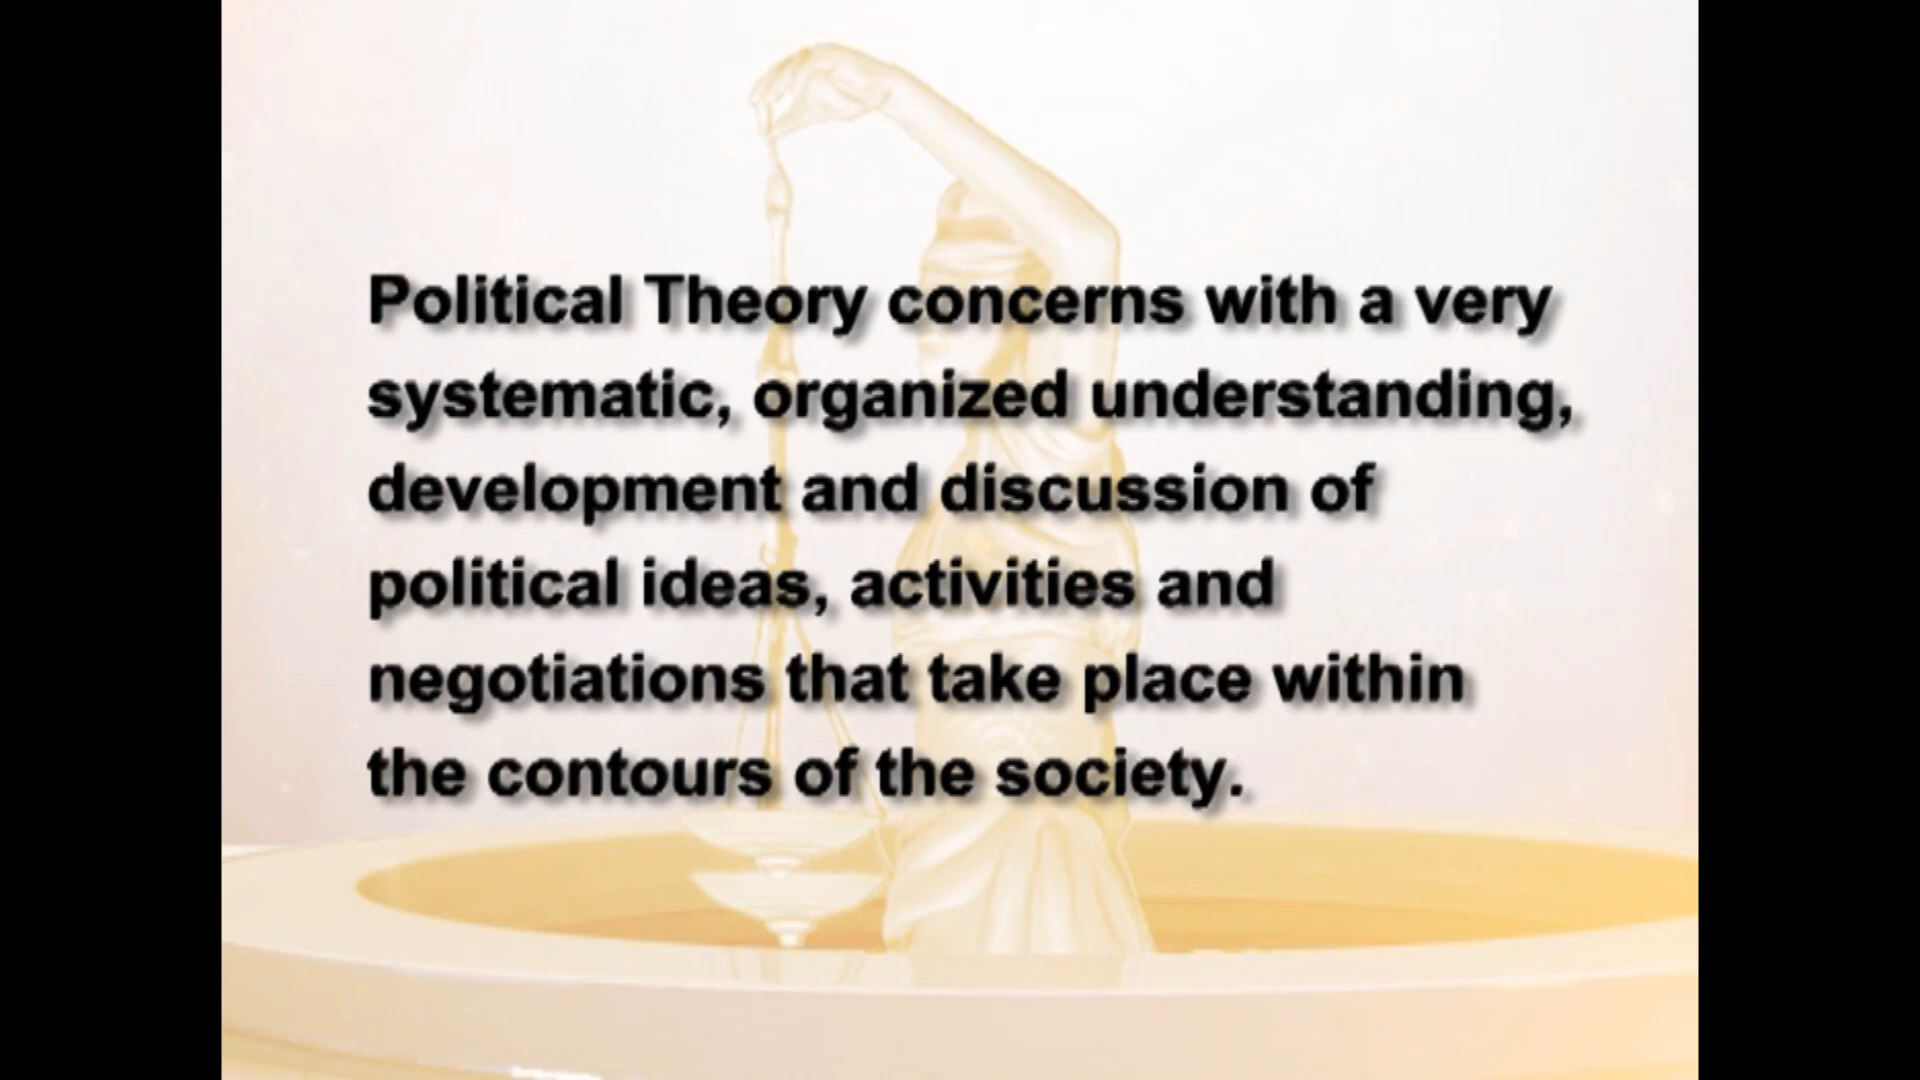 Political Theory concerns with a very
systematic, organized understanding,
development and discussion of
political ideas, activities and
negotiations that take place within
the contours of the society.